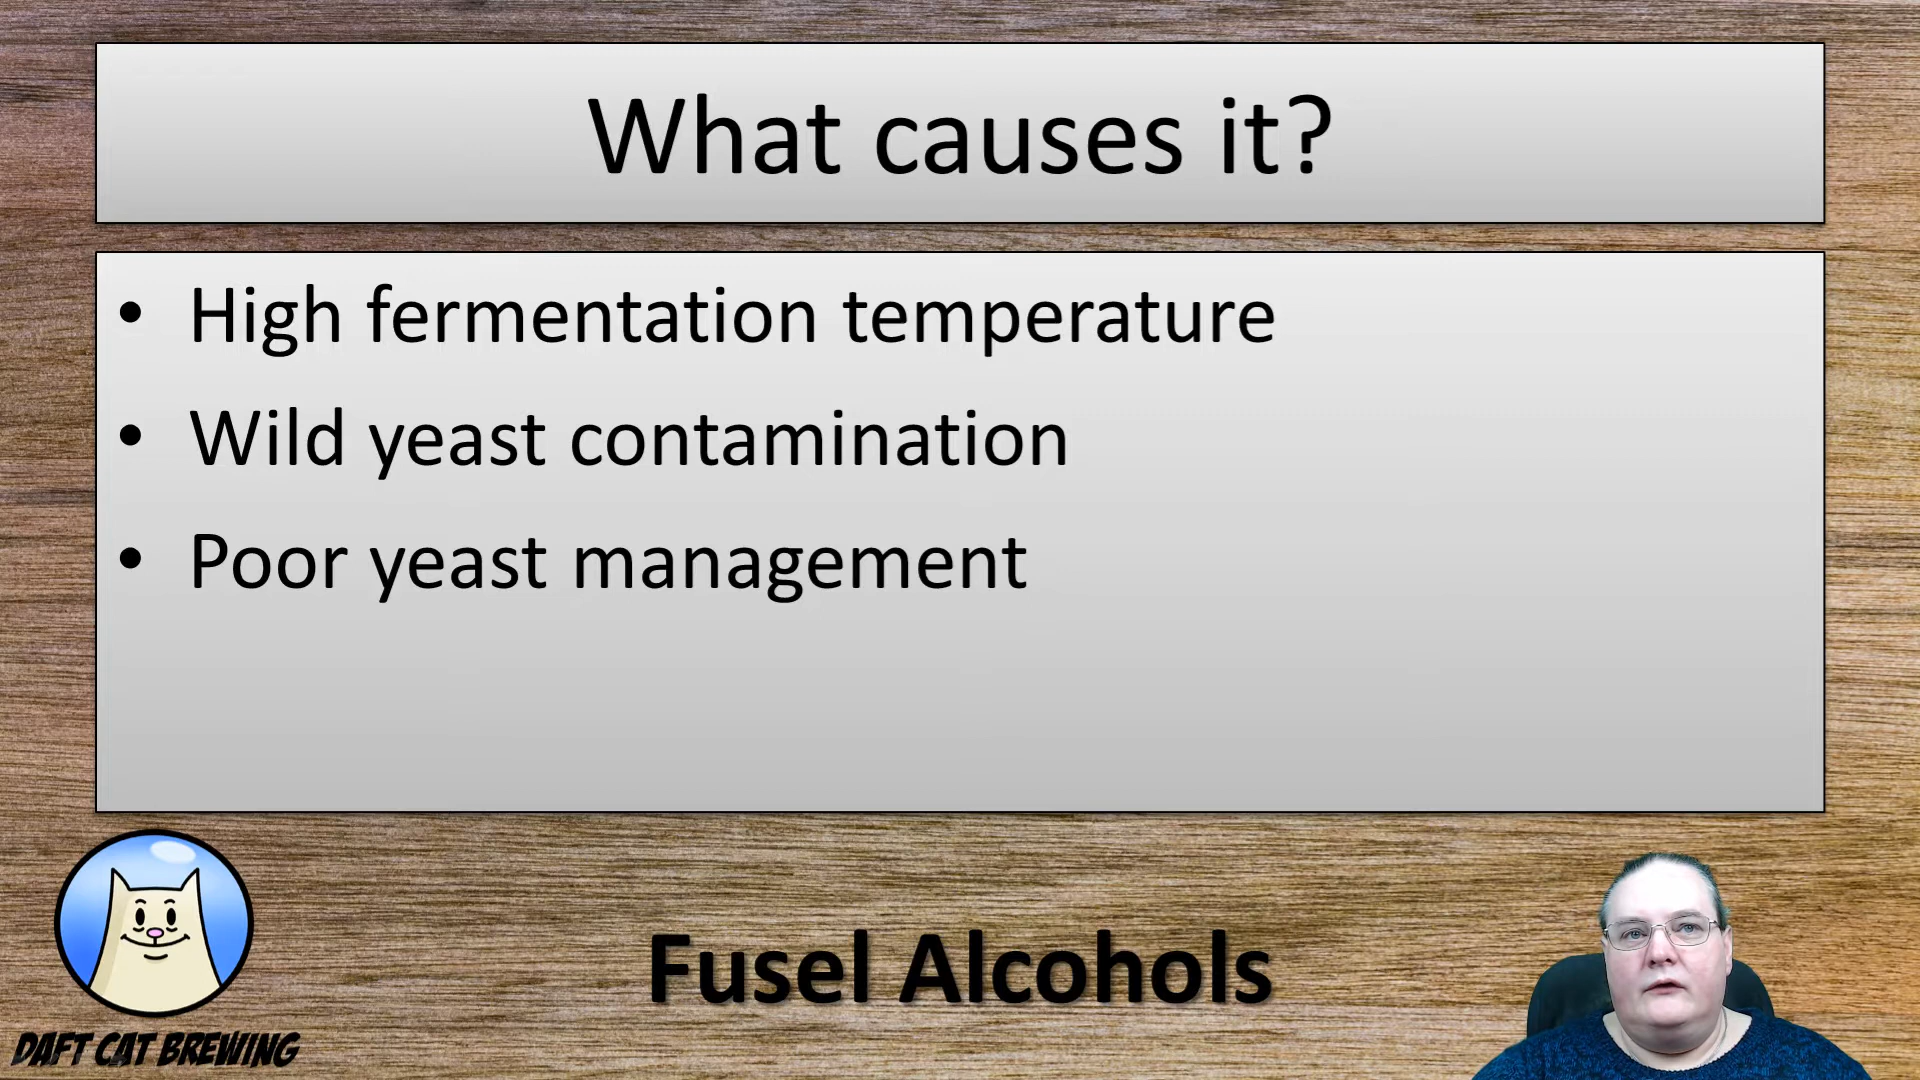 What causes it?
• High fermentation temperature
• Wild yeast contamination
• Poor yeast management
Fusel Alcohols
DAFT CAT BREWING